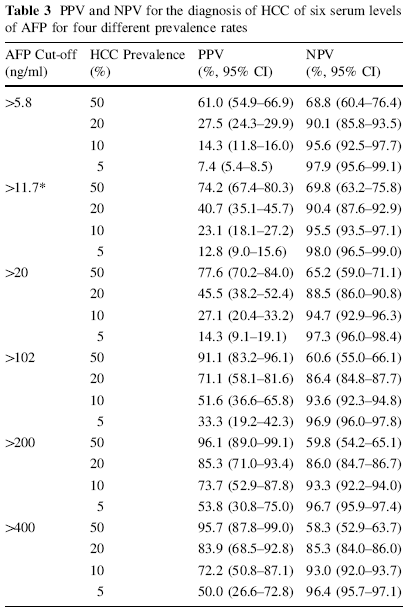 Table 3 PPV and NPV for the diagnosis of HCC of six serum levels
of AFP for four different prevalence rates
AFP Cut-off HCC Prevalence PPV NPV
(ng/ml) (%) (%, 95% CI) (%, 95% CI)
>5.8 50 61.0 (54.9–66.9) 68.8 (60.4–76.4)
20 27.5 (24.3–29.9) 90.1 (85.8–93.5)
10 14.3 (11.8–16.0) 95.6 (92.5–97.7)
5 7.4 (5.4–8.5) 97.9 (95.6–99.1)
>11.7* 50 74.2 (67.4–80.3) 69.8 (63.2–75.8)
20 40.7 (35.1–45.7) 90.4 (87.6–92.9)
10 23.1 (18.1–27.2) 95.5 (93.5–97.1)
5 12.8 (9.0–15.6) 98.0 (96.5–99.0)
>20 50 77.6 (70.2–84.0) 65.2 (59.0–71.1)
20 45.5 (38.2–52.4) 88.5 (86.0–90.8)
10 27.1 (20.4–33.2) 94.7 (92.9–96.3)
5 14.3 (9.1–19.1) 97.3 (96.0–98.4)
>102 50 91.1 (83.2–96.1) 60.6 (55.0–66.1)
20 71.1 (58.1–81.6) 86.4 (84.8–87.7)
10 51.6 (36.6–65.8) 93.6 (92.3–94.8)
5 33.3 (19.2–42.3) 96.9 (96.0–97.8)
>200 50 96.1 (89.0–99.1) 59.8 (54.2–65.1)
20 85.3 (71.0–93.4) 86.0 (84.7–86.7)
10 73.7 (52.9–87.8) 93.3 (92.2–94.0)
5 53.8 (30.8–75.0) 96.7 (95.9–97.4)
>400 50 95.7 (87.8–99.0) 58.3 (52.9–63.7)
20 83.9 (68.5–92.8) 85.3 (84.0–86.0)
10 72.2 (50.8–87.1) 93.0 (92.0–93.7)
5 50.0 (26.6–72.8) 96.4 (95.7–97.1)